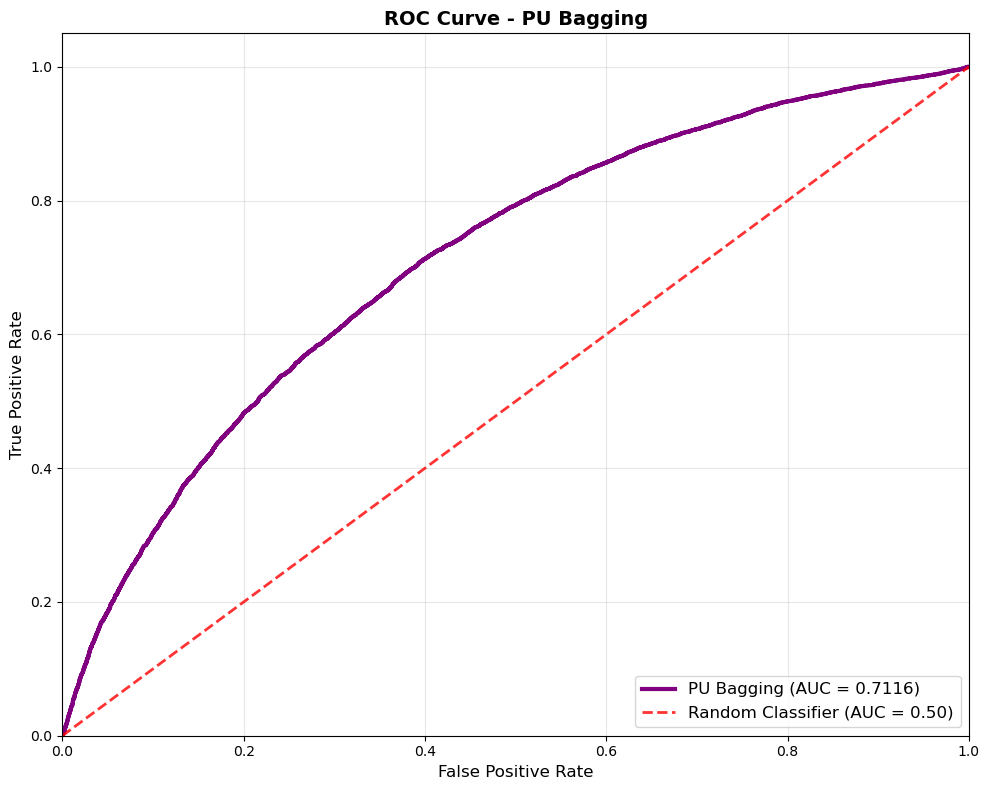 ROC Curve - PU Bagging
True Positive Rate
1.0
0.8
0.6
0.4
0.2
0.0
0.0 0.2 0.4 0.6 0.8 1.0
False Positive Rate
PU Bagging (AUC = 0.7116)
Random Classifier (AUC = 0.50)